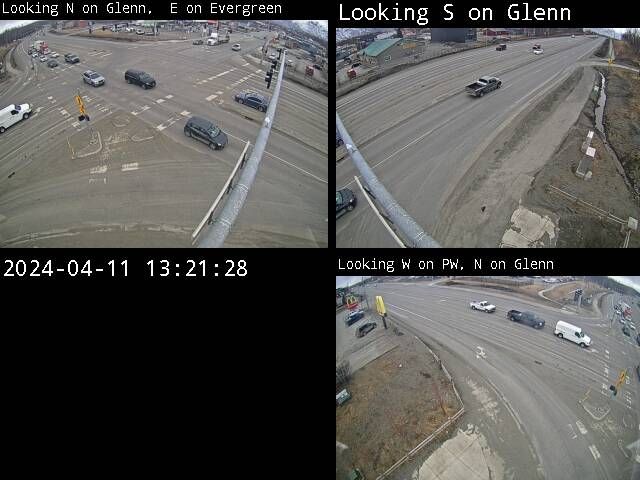 Looking N on Glenn,  E on Evergreen
Looking S on Glenn
2024-04-11 13:21:28
Looking W on PW, N on Glenn